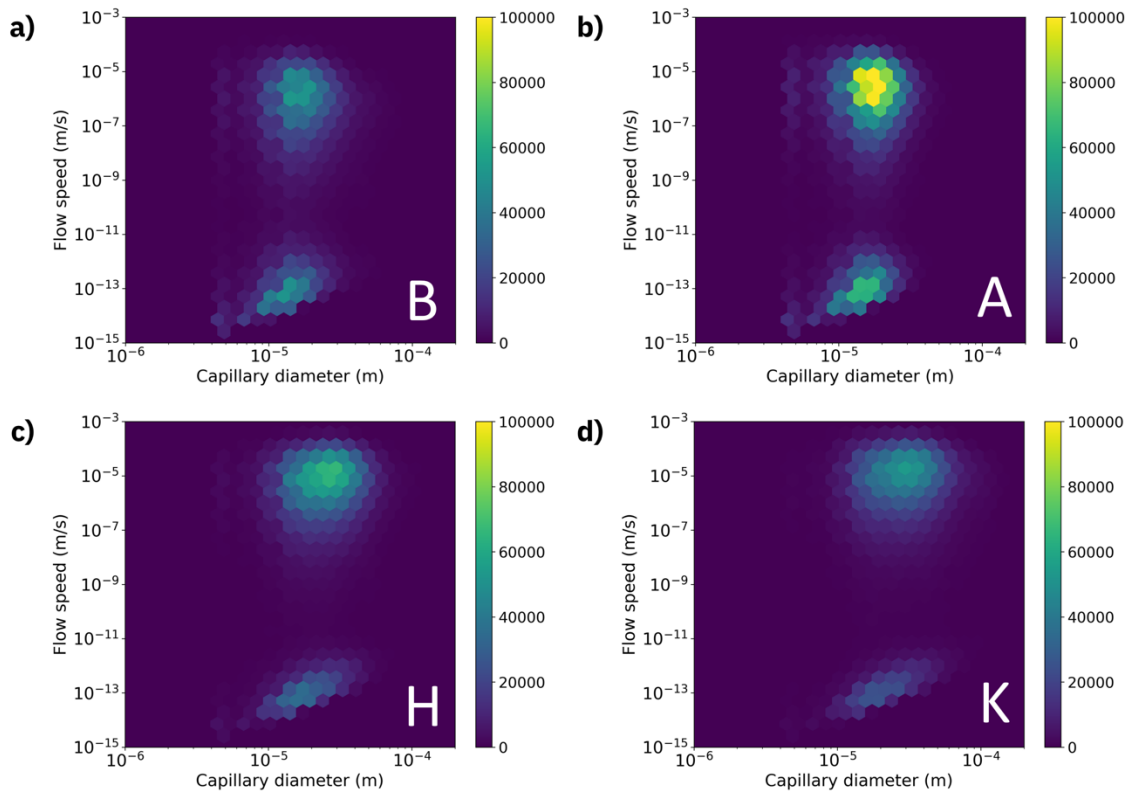 a)
Flow speed (m/s)
10⁻³
10⁻⁵
10⁻⁷
10⁻⁹
10⁻¹¹
10⁻¹³
10⁻¹⁵
B
10⁻⁶ 10⁻⁵ 10⁻⁴
Capillary diameter (m)
100000
80000
60000
40000
20000
0
b)
Flow speed (m/s)
10⁻³
10⁻⁵
10⁻⁷
10⁻⁹
10⁻¹¹
10⁻¹³
10⁻¹⁵
A
10⁻⁶ 10⁻⁵ 10⁻⁴
Capillary diameter (m)
100000
80000
60000
40000
20000
0
c)
Flow speed (m/s)
10⁻³
10⁻⁵
10⁻⁷
10⁻⁹
10⁻¹¹
10⁻¹³
10⁻¹⁵
H
10⁻⁶ 10⁻⁵ 10⁻⁴
Capillary diameter (m)
100000
80000
60000
40000
20000
0
d)
Flow speed (m/s)
10⁻³
10⁻⁵
10⁻⁷
10⁻⁹
10⁻¹¹
10⁻¹³
10⁻¹⁵
K
10⁻⁶ 10⁻⁵ 10⁻⁴
Capillary diameter (m)
100000
80000
60000
40000
20000
0